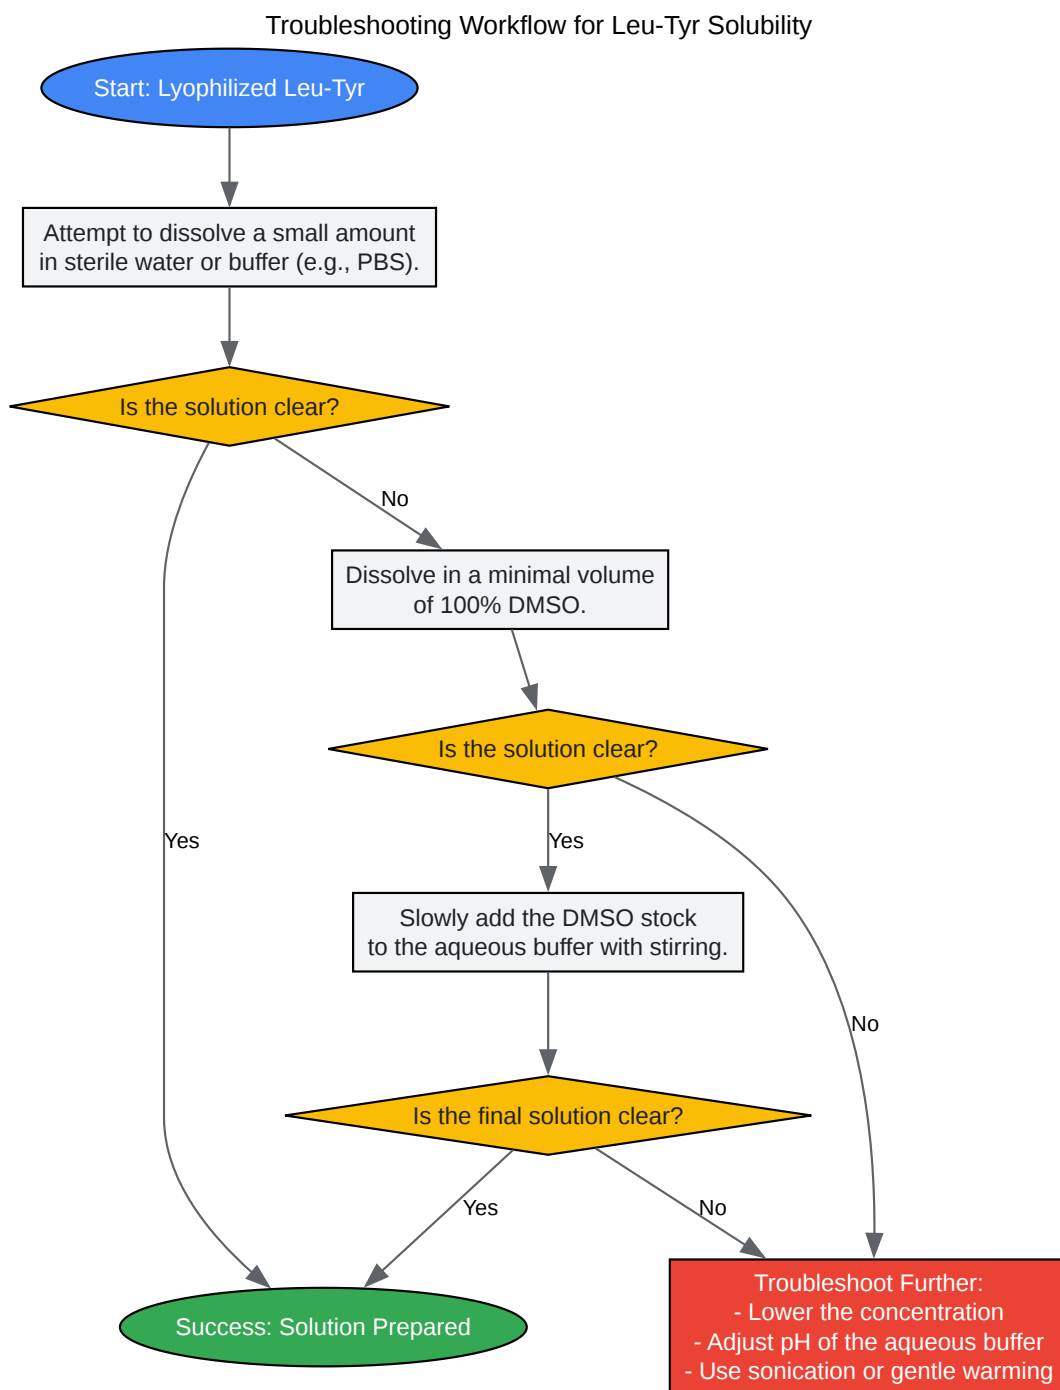 Troubleshooting Workflow for Leu-Tyr Solubility
Start: Lyophilized Leu-Tyr
Attempt to dissolve a small amount
in sterile water or buffer (e.g., PBS).
Is the solution clear?
No
Dissolve in a minimal volume
of 100% DMSO.
Is the solution clear?
Yes
Yes
Slowly add the DMSO stock
to the aqueous buffer with stirring.
No
Is the final solution clear?
Yes
No
Success: Solution Prepared
Troubleshoot Further:
- Lower the concentration
- Adjust pH of the aqueous buffer
- Use sonication or gentle warming